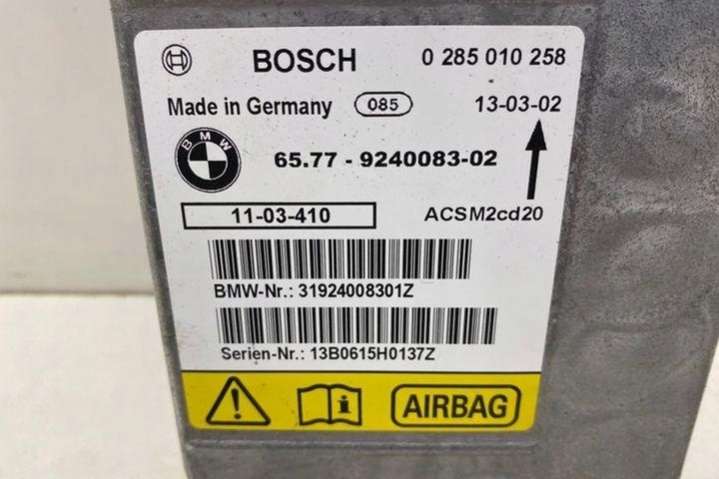 BOSCH 0 285 010 258
Made in Germany 085 13-03-02
BMW 65.77 - 9240083-02
11-03-410 ACSM2cd20
BMW-Nr.: 31924008301Z
Serien-Nr.: 13B0615H0137Z
AIRBAG